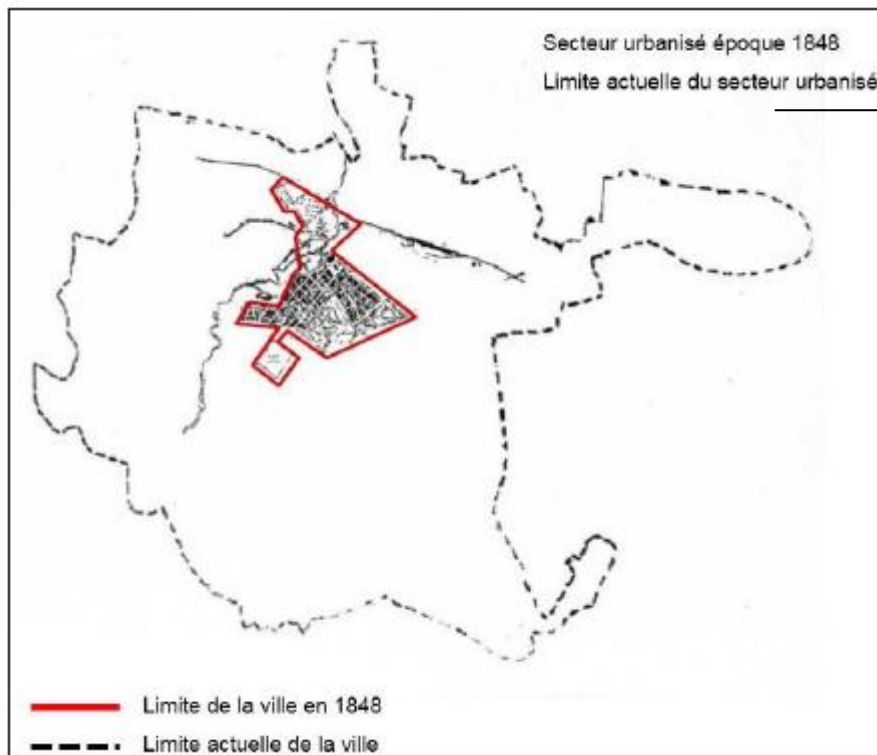 Secteur urbanisé époque 1848
Limite actuelle du secteur urbanisé
Limite de la ville en 1848
Limite actuelle de la ville